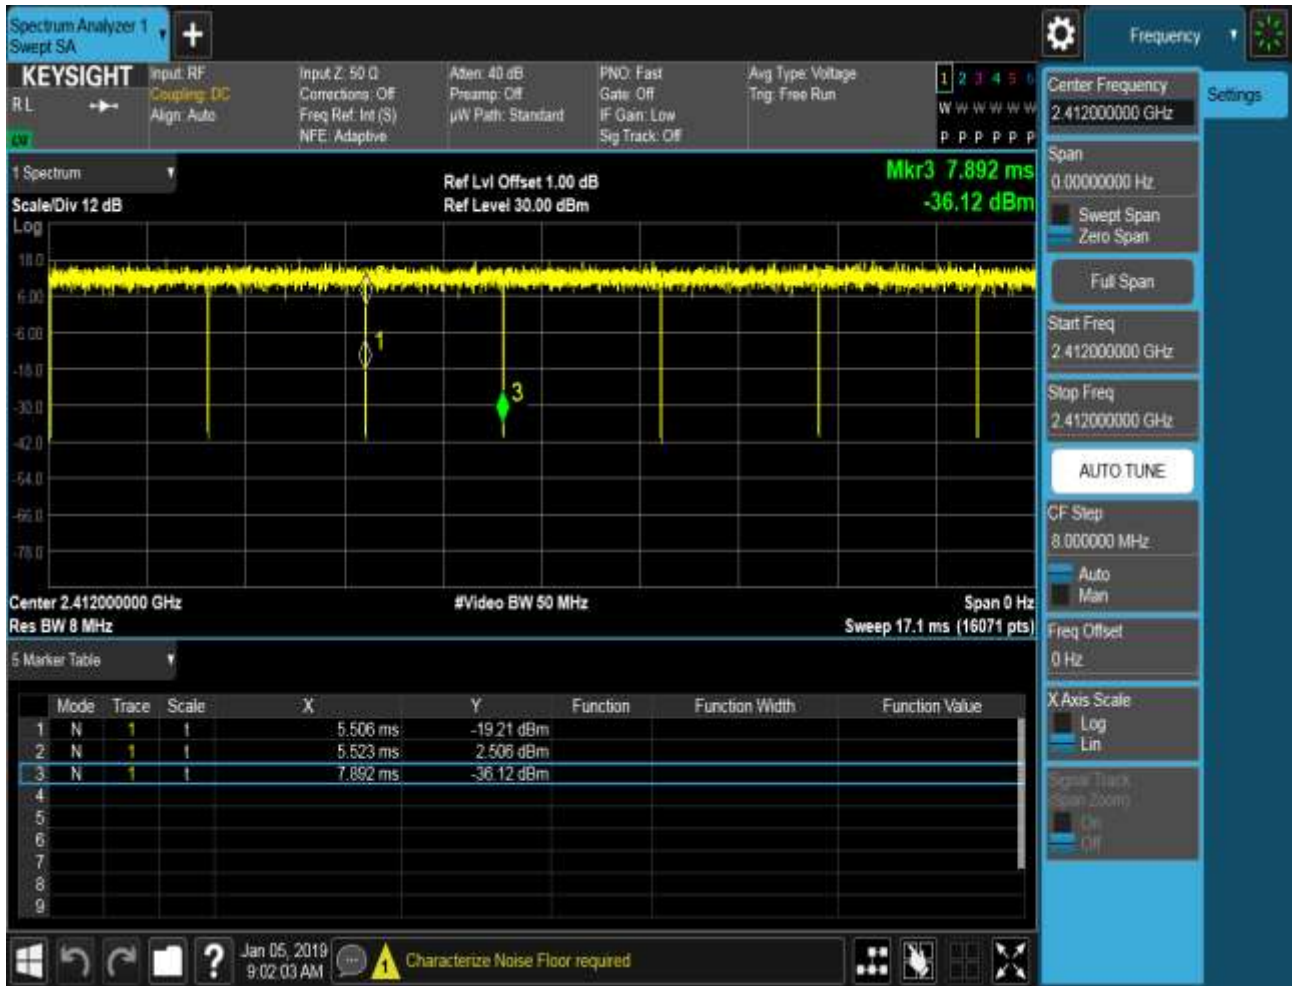 Spectrum Analyzer 1
Swept SA
Frequency
KEYSIGHT
RL
Input: RF
Coupling: DC
Align: Auto
Input Z: 50 Ω
Corrections: Off
Freq Ref: Int (S)
NFE: Adaptive
Atten: 40 dB
Preamp: Off
µW Path: Standard
PNO: Fast
Gate: Off
IF Gain: Low
Sig Track: Off
Avg Type: Voltage
Trig: Free Run
1 2 3 4 5 6
W W W W W W
P P P P P P
Settings
1 Spectrum
Scale/Div 12 dB
Ref Lvl Offset 1.00 dB
Ref Level 30.00 dBm
Mkr3 7.892 ms
-36.12 dBm
Log
18.0
6.00
-6.00
-18.0
-30.0
-42.0
-54.0
-66.0
-78.0
1
3
Center 2.412000000 GHz
#Video BW 50 MHz
Span 0 Hz
Res BW 8 MHz
Sweep 17.1 ms (16071 pts)
5 Marker Table
Mode Trace Scale X Y Function Function Width Function Value
1 N 1 t 5.506 ms -19.21 dBm
2 N 1 t 5.523 ms 2.506 dBm
3 N 1 t 7.892 ms -36.12 dBm
4
5
6
7
8
9
Center Frequency
2.412000000 GHz
Span
0.00000000 Hz
Swept Span
Zero Span
Full Span
Start Freq
2.412000000 GHz
Stop Freq
2.412000000 GHz
AUTO TUNE
CF Step
8.000000 MHz
Auto
Man
Freq Offset
0 Hz
X Axis Scale
Log
Lin
Signal Track
(Span Zoom)
On
Off
?
Jan 05, 2019
9:02:03 AM
1
Characterize Noise Floor required